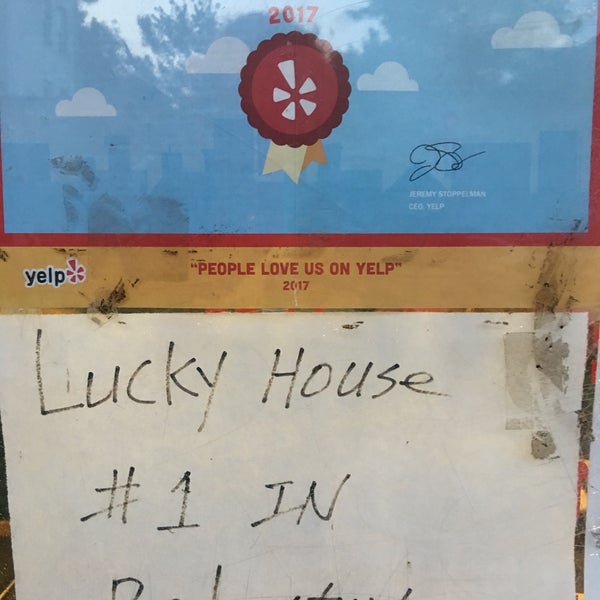 2017
JEREMY STOPPELMAN
CEO, YELP
yelp
"PEOPLE LOVE US ON YELP"
2017
Lucky House
#1 IN